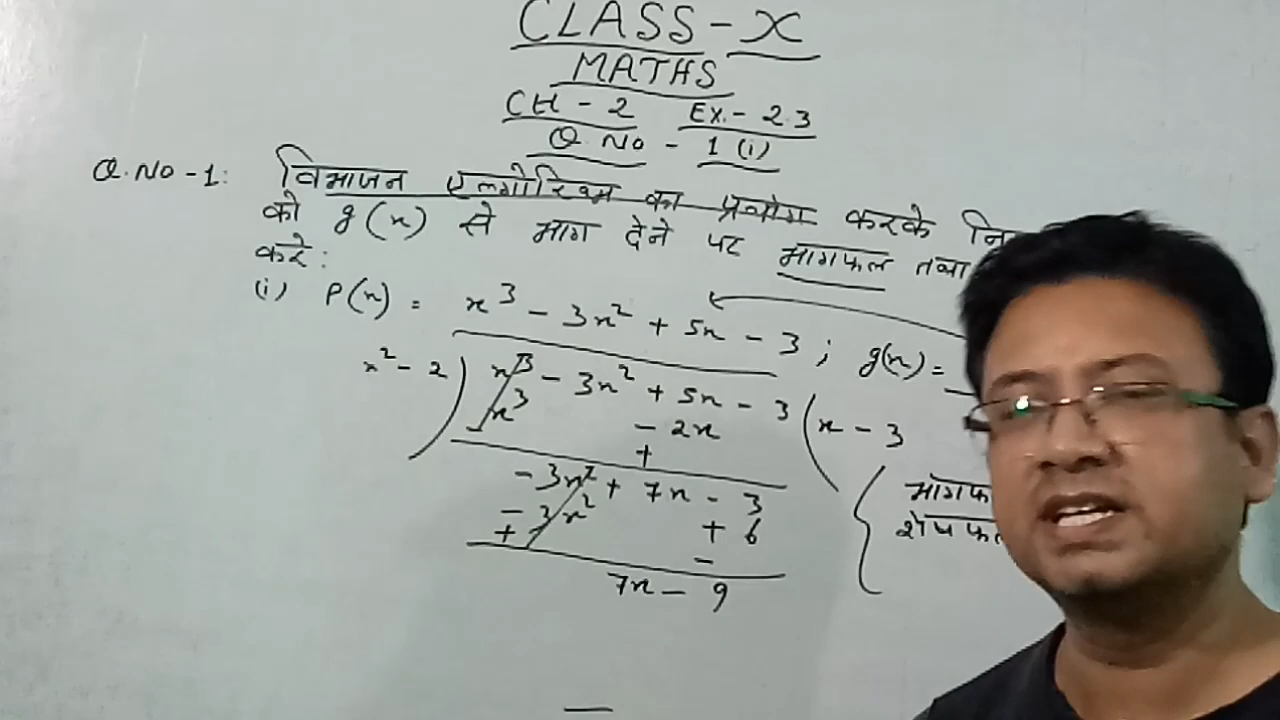 CLASS - X
MATHS
CH - 2 EX.- 2.3
Q. NO - 1 (i)
Q.NO -1: विभाजन एल्गोरिथ्म का प्रयोग करके
को g(x) से भाग देने पर भागफल तथा
करे:
(i) P(x) = x³ - 3x² + 5x - 3 ; g(x) =
x² - 2 ) x³ - 3x² + 5x - 3 ( x - 3
x³ - 2x
- +
- 3x² + 7x - 3
- 3x² + 6
+ -
7x - 9